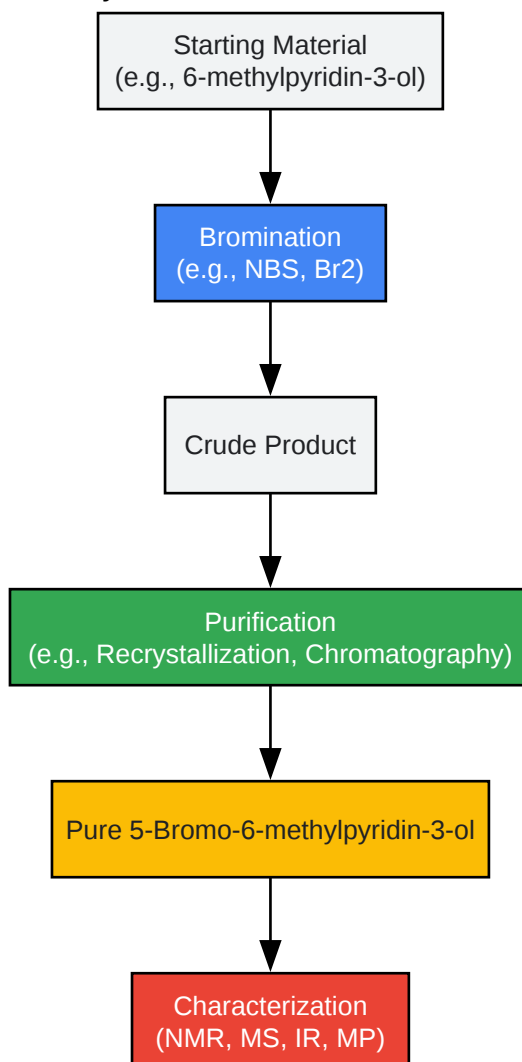 Starting Material
(e.g., 6-methylpyridin-3-ol)
Bromination
(e.g., NBS, Br2)
Crude Product
Purification
(e.g., Recrystallization, Chromatography)
Pure 5-Bromo-6-methylpyridin-3-ol
Characterization
(NMR, MS, IR, MP)